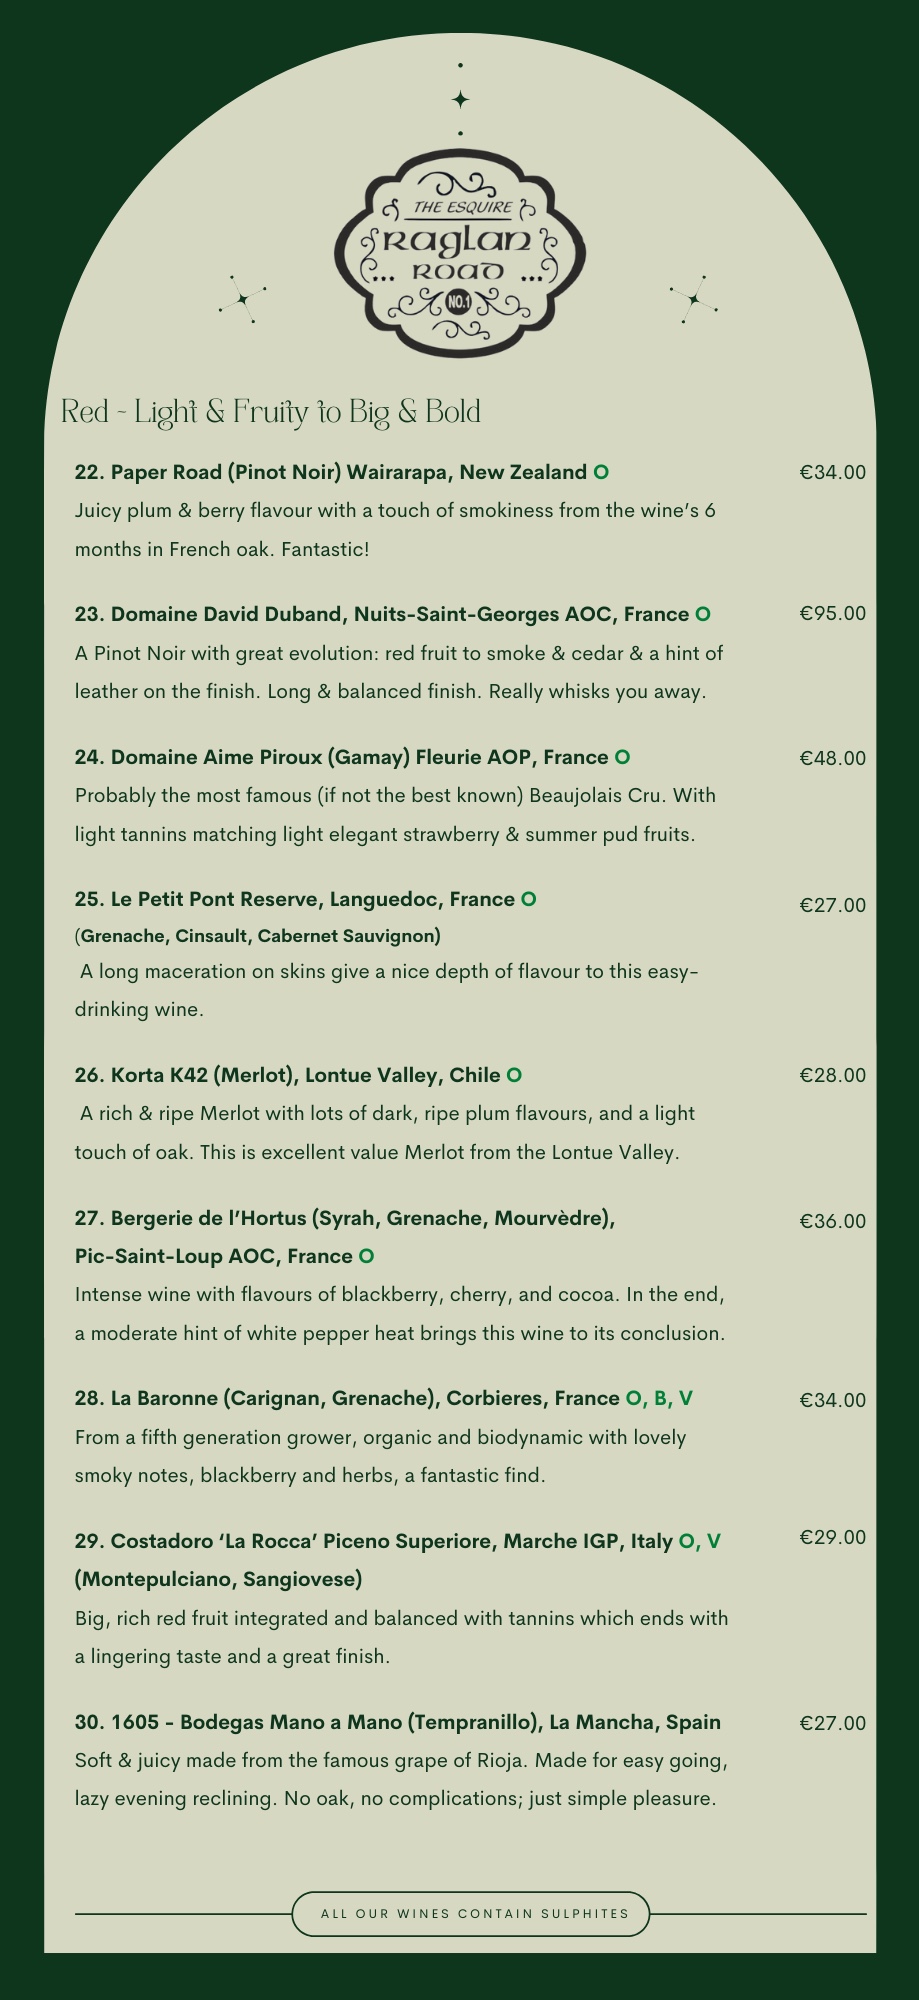 THE ESQUIRE
Raglan
ROAD
NO.1
Red - Light & Fruity to Big & Bold
22. Paper Road (Pinot Noir) Wairarapa, New Zealand O €34.00
Juicy plum & berry flavour with a touch of smokiness from the wine’s 6
months in French oak. Fantastic!
23. Domaine David Duband, Nuits-Saint-Georges AOC, France O €95.00
A Pinot Noir with great evolution: red fruit to smoke & cedar & a hint of
leather on the finish. Long & balanced finish. Really whisks you away.
24. Domaine Aime Piroux (Gamay) Fleurie AOP, France O €48.00
Probably the most famous (if not the best known) Beaujolais Cru. With
light tannins matching light elegant strawberry & summer pud fruits.
25. Le Petit Pont Reserve, Languedoc, France O €27.00
(Grenache, Cinsault, Cabernet Sauvignon)
A long maceration on skins give a nice depth of flavour to this easy-
drinking wine.
26. Korta K42 (Merlot), Lontue Valley, Chile O €28.00
A rich & ripe Merlot with lots of dark, ripe plum flavours, and a light
touch of oak. This is excellent value Merlot from the Lontue Valley.
27. Bergerie de l’Hortus (Syrah, Grenache, Mourvèdre), €36.00
Pic-Saint-Loup AOC, France O
Intense wine with flavours of blackberry, cherry, and cocoa. In the end,
a moderate hint of white pepper heat brings this wine to its conclusion.
28. La Baronne (Carignan, Grenache), Corbieres, France O, B, V €34.00
From a fifth generation grower, organic and biodynamic with lovely
smoky notes, blackberry and herbs, a fantastic find.
29. Costadoro ‘La Rocca’ Piceno Superiore, Marche IGP, Italy O, V €29.00
(Montepulciano, Sangiovese)
Big, rich red fruit integrated and balanced with tannins which ends with
a lingering taste and a great finish.
30. 1605 - Bodegas Mano a Mano (Tempranillo), La Mancha, Spain €27.00
Soft & juicy made from the famous grape of Rioja. Made for easy going,
lazy evening reclining. No oak, no complications; just simple pleasure.
ALL OUR WINES CONTAIN SULPHITES